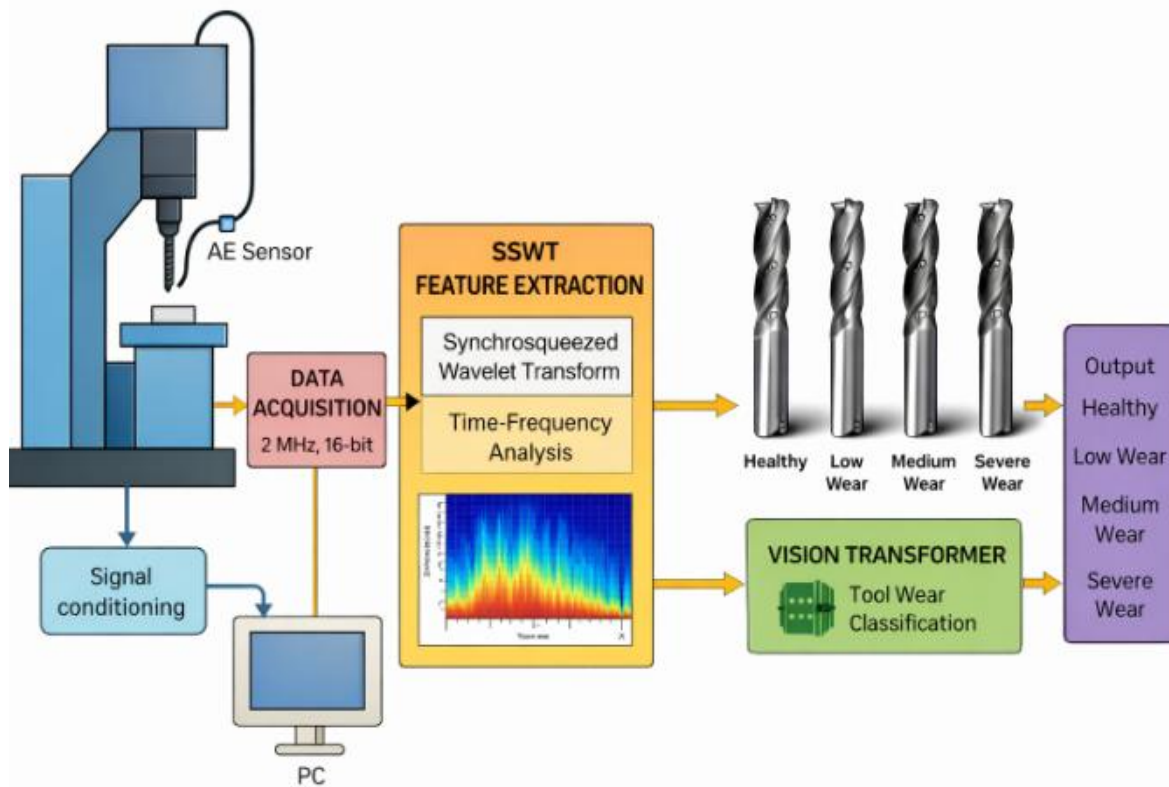 AE Sensor
DATA
ACQUISITION
2 MHz, 16-bit
Signal
conditioning
PC
SSWT
FEATURE EXTRACTION
Synchrosqueezed
Wavelet Transform
Time-Frequency
Analysis
Healthy
Low
Wear
Medium
Wear
Severe
Wear
VISION TRANSFORMER
Tool Wear
Classification
Output
Healthy
Low Wear
Medium
Wear
Severe
Wear